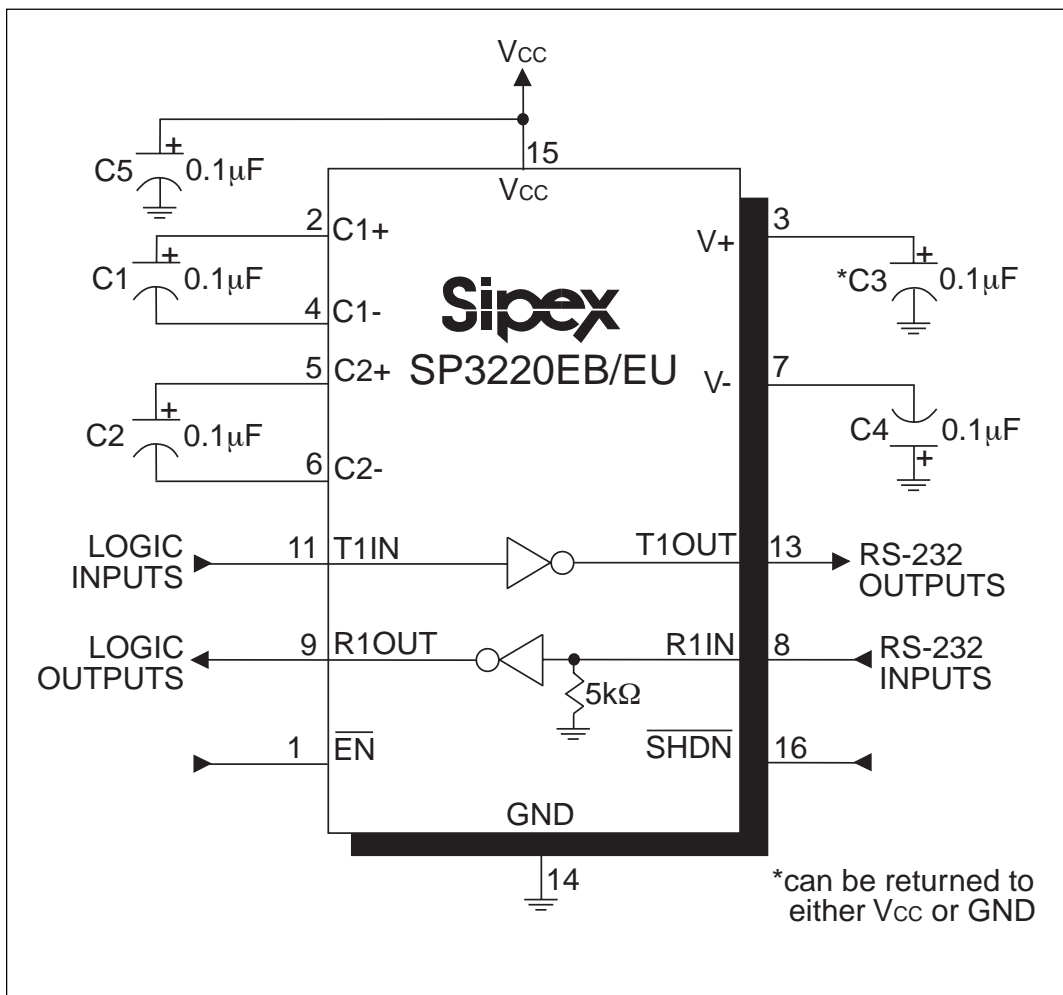 Vcc
+
C5
0.1μF
15
Vcc
2
C1+
+
C1
0.1μF
4
C1-
5
C2+
+
C2
0.1μF
6
C2-
Sipex
SP3220EB/EU
V+
3
+
*C3
0.1μF
V-
7
C4
0.1μF
+
LOGIC
INPUTS
11
T1IN
T1OUT
13
RS-232
OUTPUTS
LOGIC
OUTPUTS
9
R1OUT
R1IN
8
RS-232
INPUTS
5kΩ
1
EN
SHDN
16
GND
14
*can be returned to
either Vcc or GND